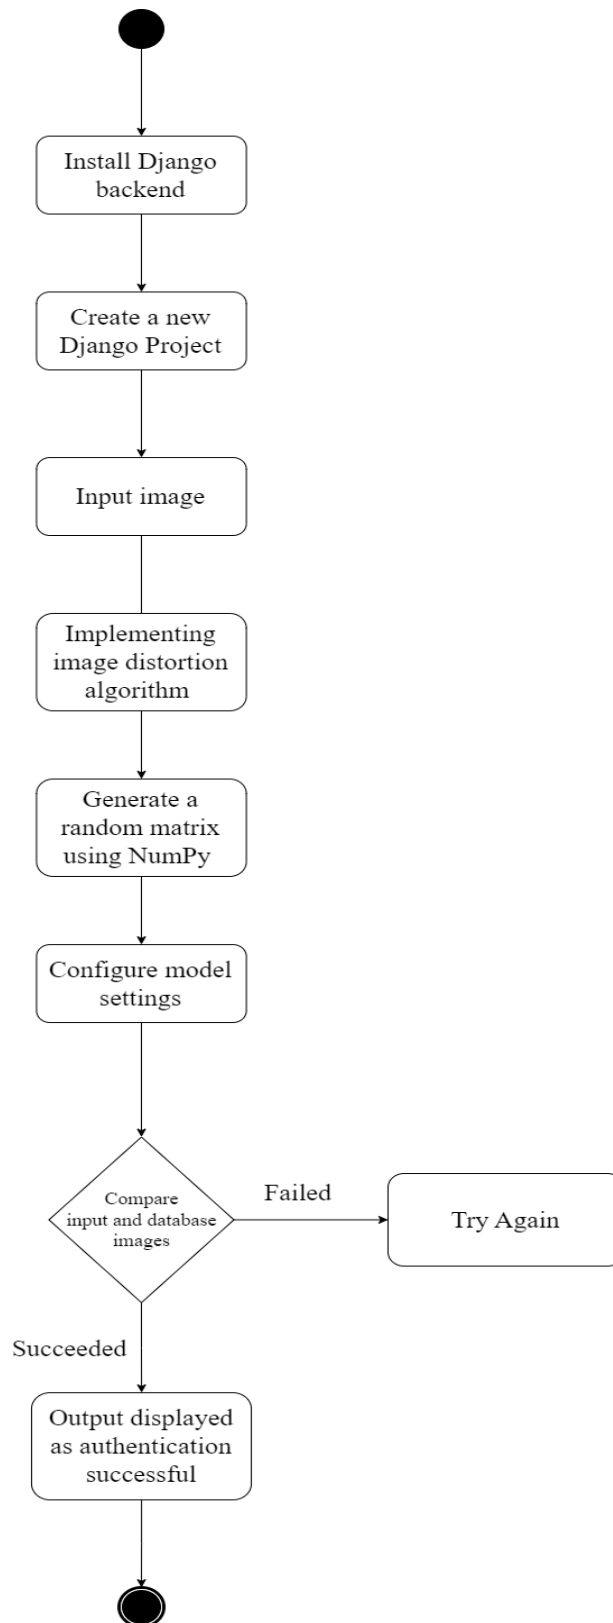 Install Django
backend
Create a new
Django Project
Input image
Implementing
image distortion
algorithm
Generate a
random matrix
using NumPy
Configure model
settings
Compare
input and database
images
Failed
Try Again
Succeeded
Output displayed
as authentication
successful